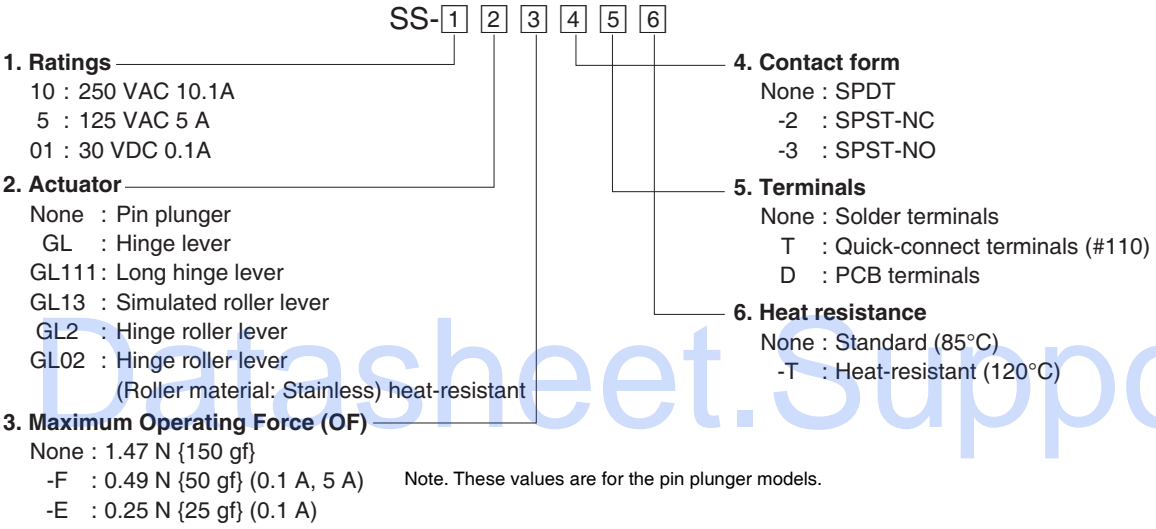 SS-1 2 3 4 5 6
1. Ratings
10 : 250 VAC 10.1A
5 : 125 VAC 5 A
01 : 30 VDC 0.1A
2. Actuator
None : Pin plunger
GL : Hinge lever
GL111 : Long hinge lever
GL13 : Simulated roller lever
GL2 : Hinge roller lever
GL02 : Hinge roller lever
(Roller material: Stainless) heat-resistant
3. Maximum Operating Force (OF)
None : 1.47 N {150 gf}
-F : 0.49 N {50 gf} (0.1 A, 5 A)
-E : 0.25 N {25 gf} (0.1 A)
Note. These values are for the pin plunger models.
4. Contact form
None : SPDT
-2 : SPST-NC
-3 : SPST-NO
5. Terminals
None : Solder terminals
T : Quick-connect terminals (#110)
D : PCB terminals
6. Heat resistance
None : Standard (85°C)
-T : Heat-resistant (120°C)
Datasheet.Suppo